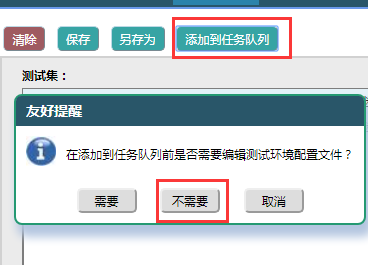 清除 保存 另存为 添加到任务队列
测试集：
友好提醒
在添加到任务队列前是否需要编辑测试环境配置文件？
需要 不需要 取消